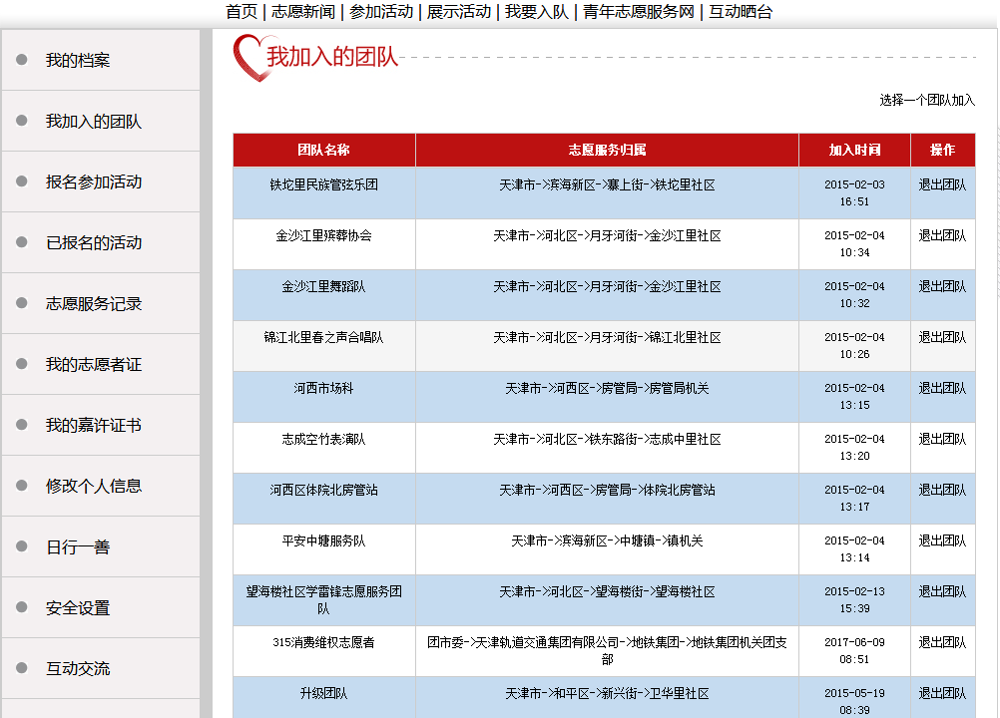 首页 | 志愿新闻 | 参加活动 | 展示活动 | 我要入队 | 青年志愿服务网 | 互动晒台
我的档案
我加入的团队
报名参加活动
已报名的活动
志愿服务记录
我的志愿者证
我的嘉许证书
修改个人信息
日行一善
安全设置
互动交流
我加入的团队
选择一个团队加入
团队名称 志愿服务归属 加入时间 操作
铁坨里民族管弦乐团 天津市->滨海新区->寨上街->铁坨里社区 2015-02-03 退出团队
16:51
金沙江里殡葬协会 天津市->河北区->月牙河街->金沙江里社区 2015-02-04 退出团队
10:34
金沙江里舞蹈队 天津市->河北区->月牙河街->金沙江里社区 2015-02-04 退出团队
10:32
锦江北里春之声合唱队 天津市->河北区->月牙河街->锦江北里社区 2015-02-04 退出团队
10:26
河西市场科 天津市->河西区->房管局->房管局机关 2015-02-04 退出团队
13:15
志成空竹表演队 天津市->河北区->铁东路街->志成中里社区 2015-02-04 退出团队
13:20
河西区体院北房管站 天津市->河西区->房管局->体院北房管站 2015-02-04 退出团队
13:17
平安中塘服务队 天津市->滨海新区->中塘镇->镇机关 2015-02-04 退出团队
13:14
望海楼社区学雷锋志愿服务团 天津市->河北区->望海楼街->望海楼社区 2015-02-13 退出团队
队 15:39
315消费维权志愿者 团市委->天津轨道交通集团有限公司->地铁集团->地铁集团机关团支 2017-06-09 退出团队
部 08:51
升级团队 天津市->和平区->新兴街->卫华里社区 2015-05-19 退出团队
08:39